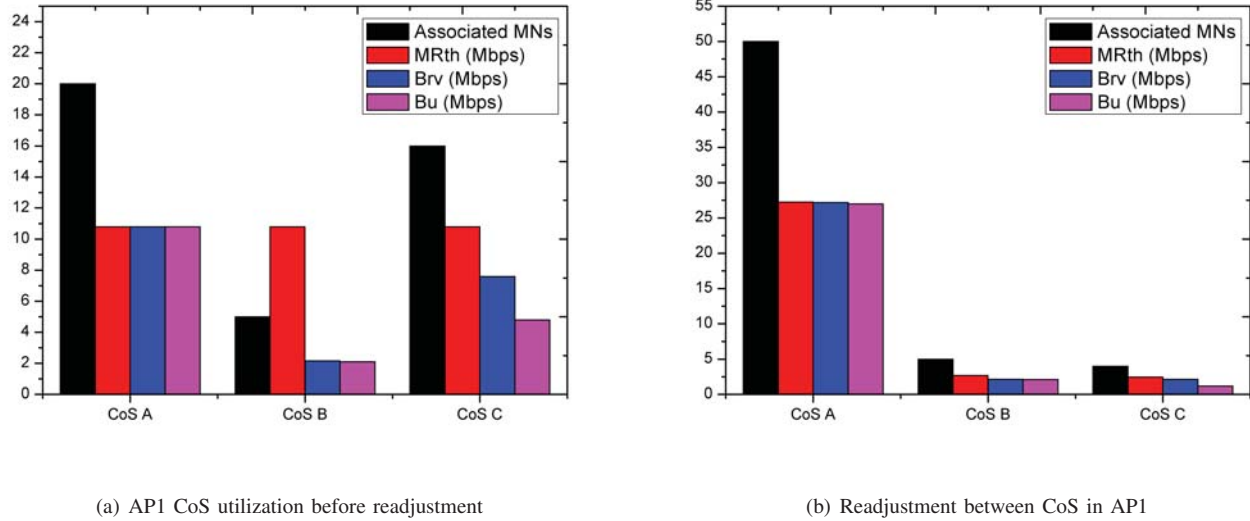 24
22
20
18
16
14
12
10
8
6
4
2
0
Associated MNs
MRth (Mbps)
Brv (Mbps)
Bu (Mbps)
CoS A
CoS B
CoS C
(a) AP1 CoS utilization before readjustment
55
50
45
40
35
30
25
20
15
10
5
0
Associated MNs
MRth (Mbps)
Brv (Mbps)
Bu (Mbps)
CoS A
CoS B
CoS C
(b) Readjustment between CoS in AP1